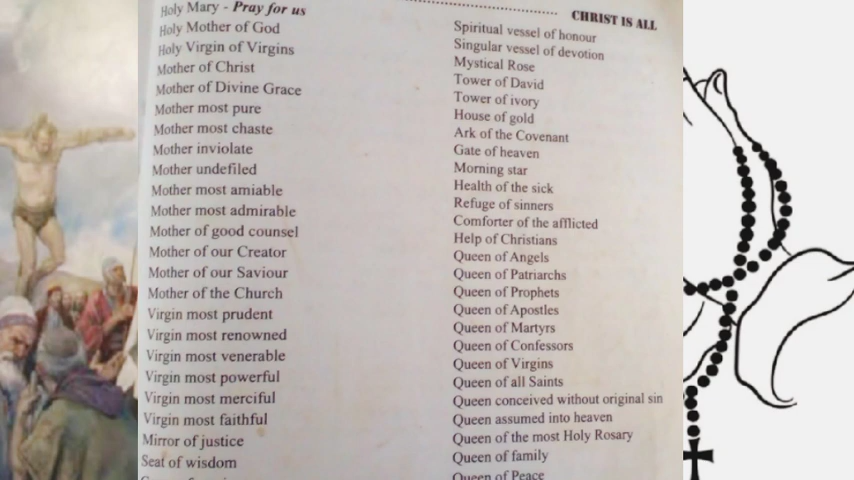 Holy Mary - Pray for us
Holy Mother of God
Holy Virgin of Virgins
Mother of Christ
Mother of Divine Grace
Mother most pure
Mother most chaste
Mother inviolate
Mother undefiled
Mother most amiable
Mother most admirable
Mother of good counsel
Mother of our Creator
Mother of our Saviour
Mother of the Church
Virgin most prudent
Virgin most renowned
Virgin most venerable
Virgin most powerful
Virgin most merciful
Virgin most faithful
Mirror of justice
Seat of wisdom
CHRIST IS ALL
Spiritual vessel of honour
Singular vessel of devotion
Mystical Rose
Tower of David
Tower of ivory
House of gold
Ark of the Covenant
Gate of heaven
Morning star
Health of the sick
Refuge of sinners
Comforter of the afflicted
Help of Christians
Queen of Angels
Queen of Patriarchs
Queen of Prophets
Queen of Apostles
Queen of Martyrs
Queen of Confessors
Queen of Virgins
Queen of all Saints
Queen conceived without original sin
Queen assumed into heaven
Queen of the most Holy Rosary
Queen of family
Queen of Peace